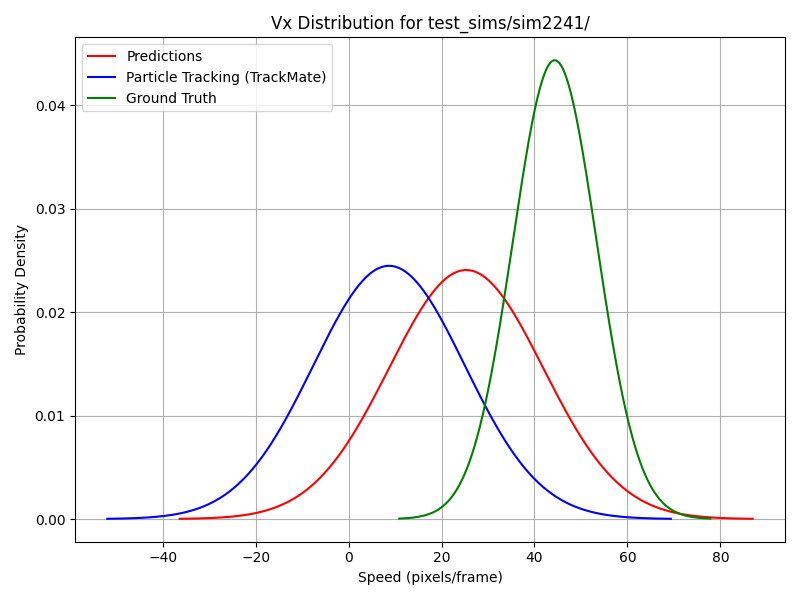 Vx Distribution for test_sims/sim2241/
Predictions
Particle Tracking (TrackMate)
Ground Truth
Probability Density
0.04
0.03
0.02
0.01
0.00
−40
−20
0
20
40
60
80
Speed (pixels/frame)